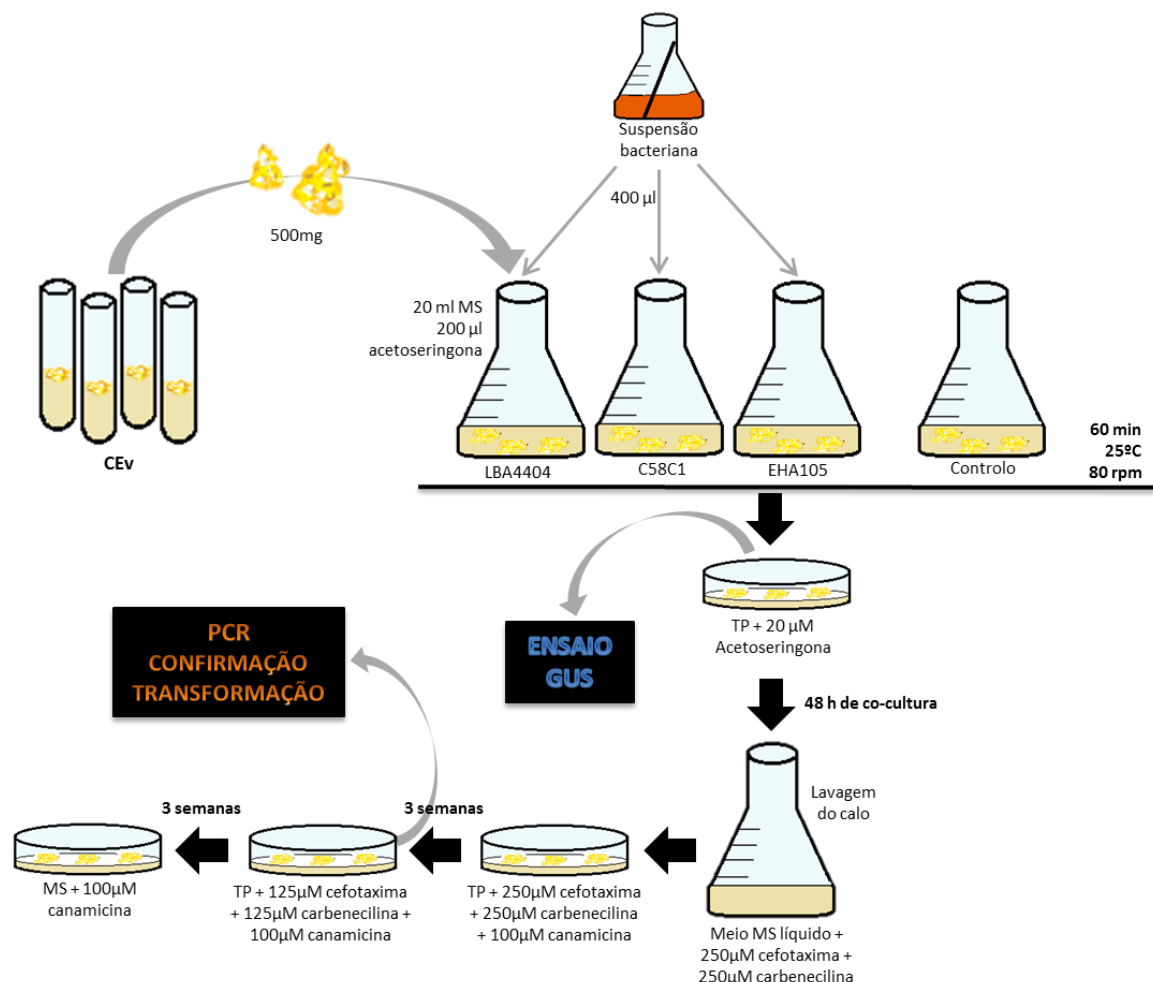 Suspensão
bacteriana
400 µl
500mg
20 ml MS
200 µl
acetoseringona
CEv
LBA4404
C58C1
EHA105
Controlo
60 min
25ºC
80 rpm
TP + 20 µM
Acetoseringona
ENSAIO
GUS
PCR
CONFIRMAÇÃO
TRANSFORMAÇÃO
48 h de co-cultura
Lavagem
do calo
Meio MS líquido +
250µM cefotaxima +
250µM carbenecilina
TP + 250µM cefotaxima
+ 250µM carbenecilina
+ 100µM canamicina
3 semanas
TP + 125µM cefotaxima
+ 125µM carbenecilina +
100µM canamicina
3 semanas
MS + 100µM
canamicina